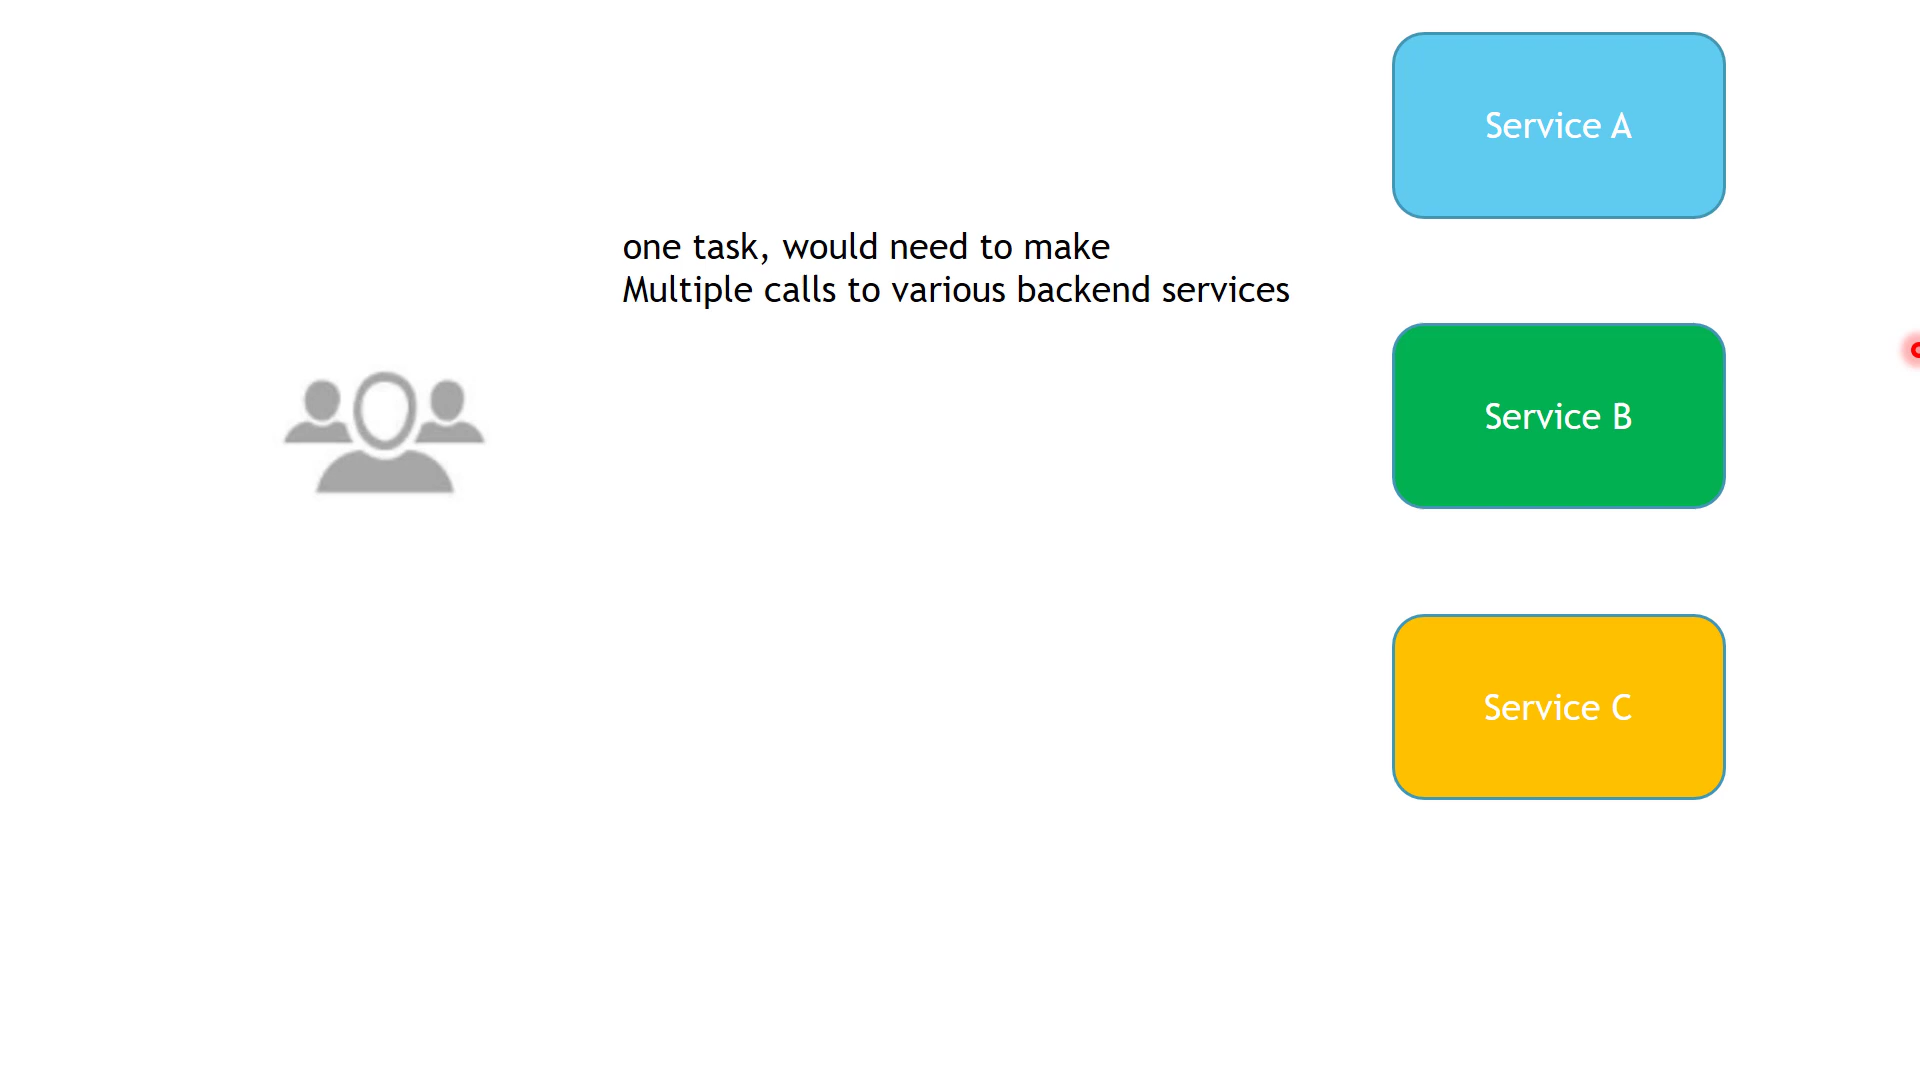 Service A
one task, would need to make
Multiple calls to various backend services
Service B
Service C